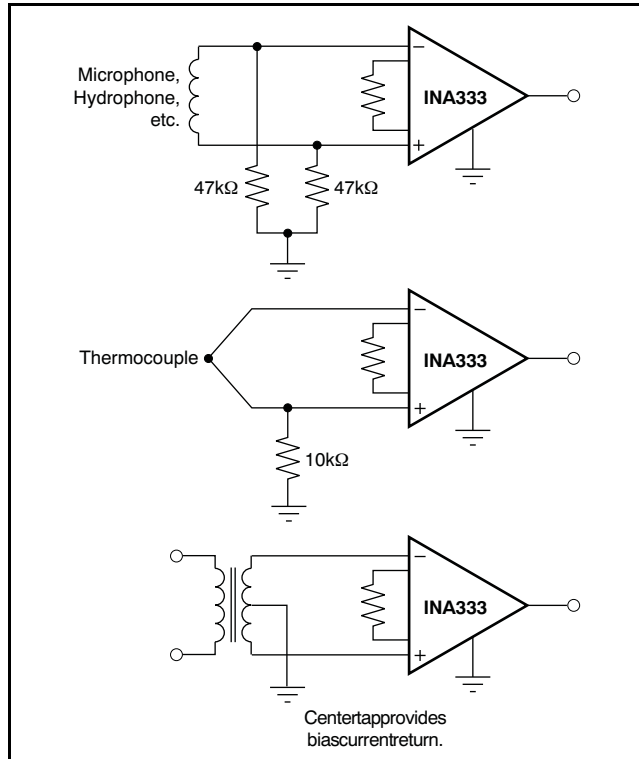 Microphone,
Hydrophone,
etc.
−
INA333
+
47kΩ 47kΩ
−
Thermocouple
INA333
+
10kΩ
−
INA333
+
Centertapprovides
biascurrentreturn.